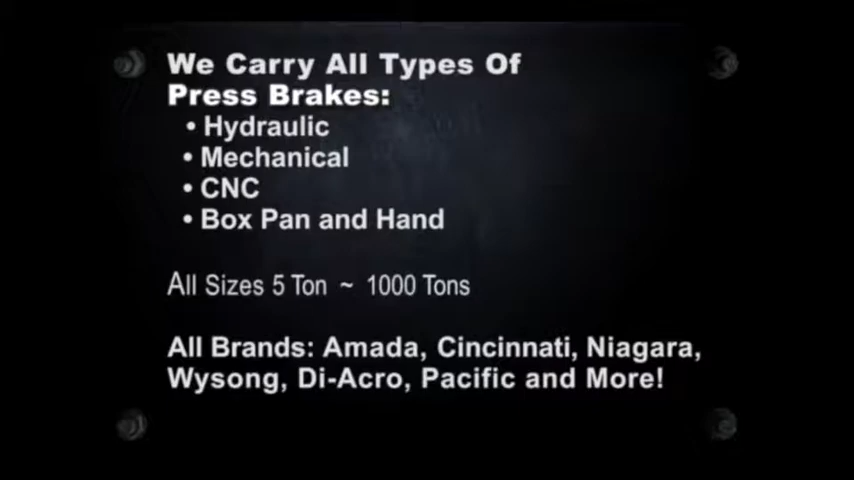 We Carry All Types Of
Press Brakes:
• Hydraulic
• Mechanical
• CNC
• Box Pan and Hand
All Sizes 5 Ton ~ 1000 Tons
All Brands: Amada, Cincinnati, Niagara,
Wysong, Di-Acro, Pacific and More!